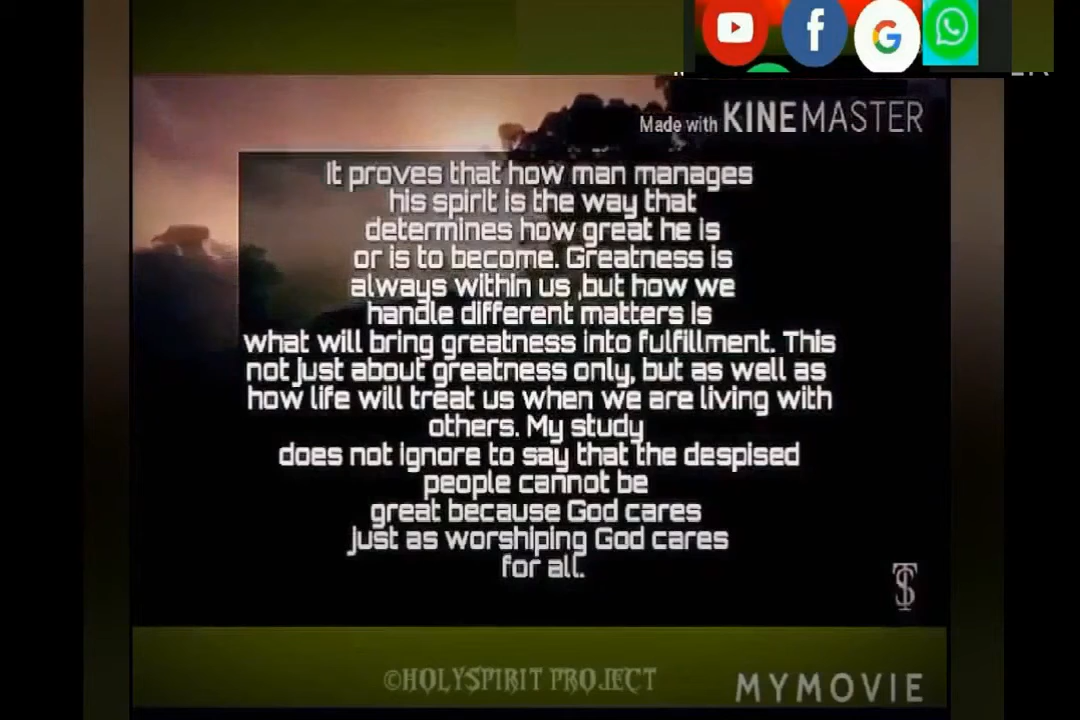 Made with KINEMASTER
It proves that how man manages
his spirit is the way that
determines how great he is
or is to become. Greatness is
always within us ,but how we
handle different matters is
what will bring greatness into fulfillment. This
not just about greatness only, but as well as
how life will treat us when we are living with
others. My study
does not ignore to say that the despised
people cannot be
great because God cares
just as worshiping God cares
for all.
©HOLYSPIRIT PROJECT
MYMOVIE